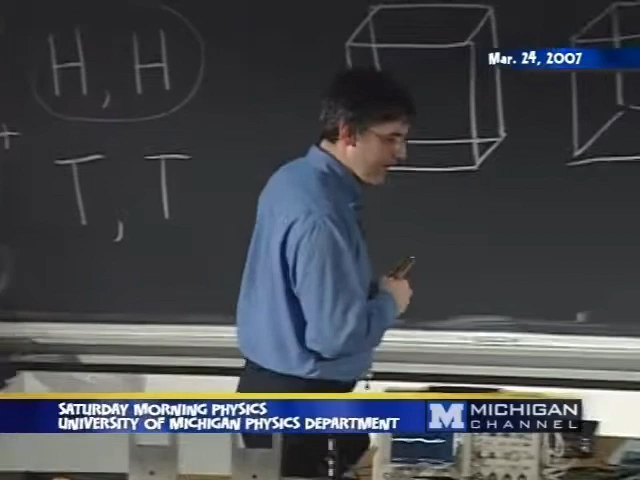 H, H
MAR. 24, 2007
+
T, T
SATURDAY MORNING PHYSICS
UNIVERSITY OF MICHIGAN PHYSICS DEPARTMENT
M MICHIGAN
CHANNEL